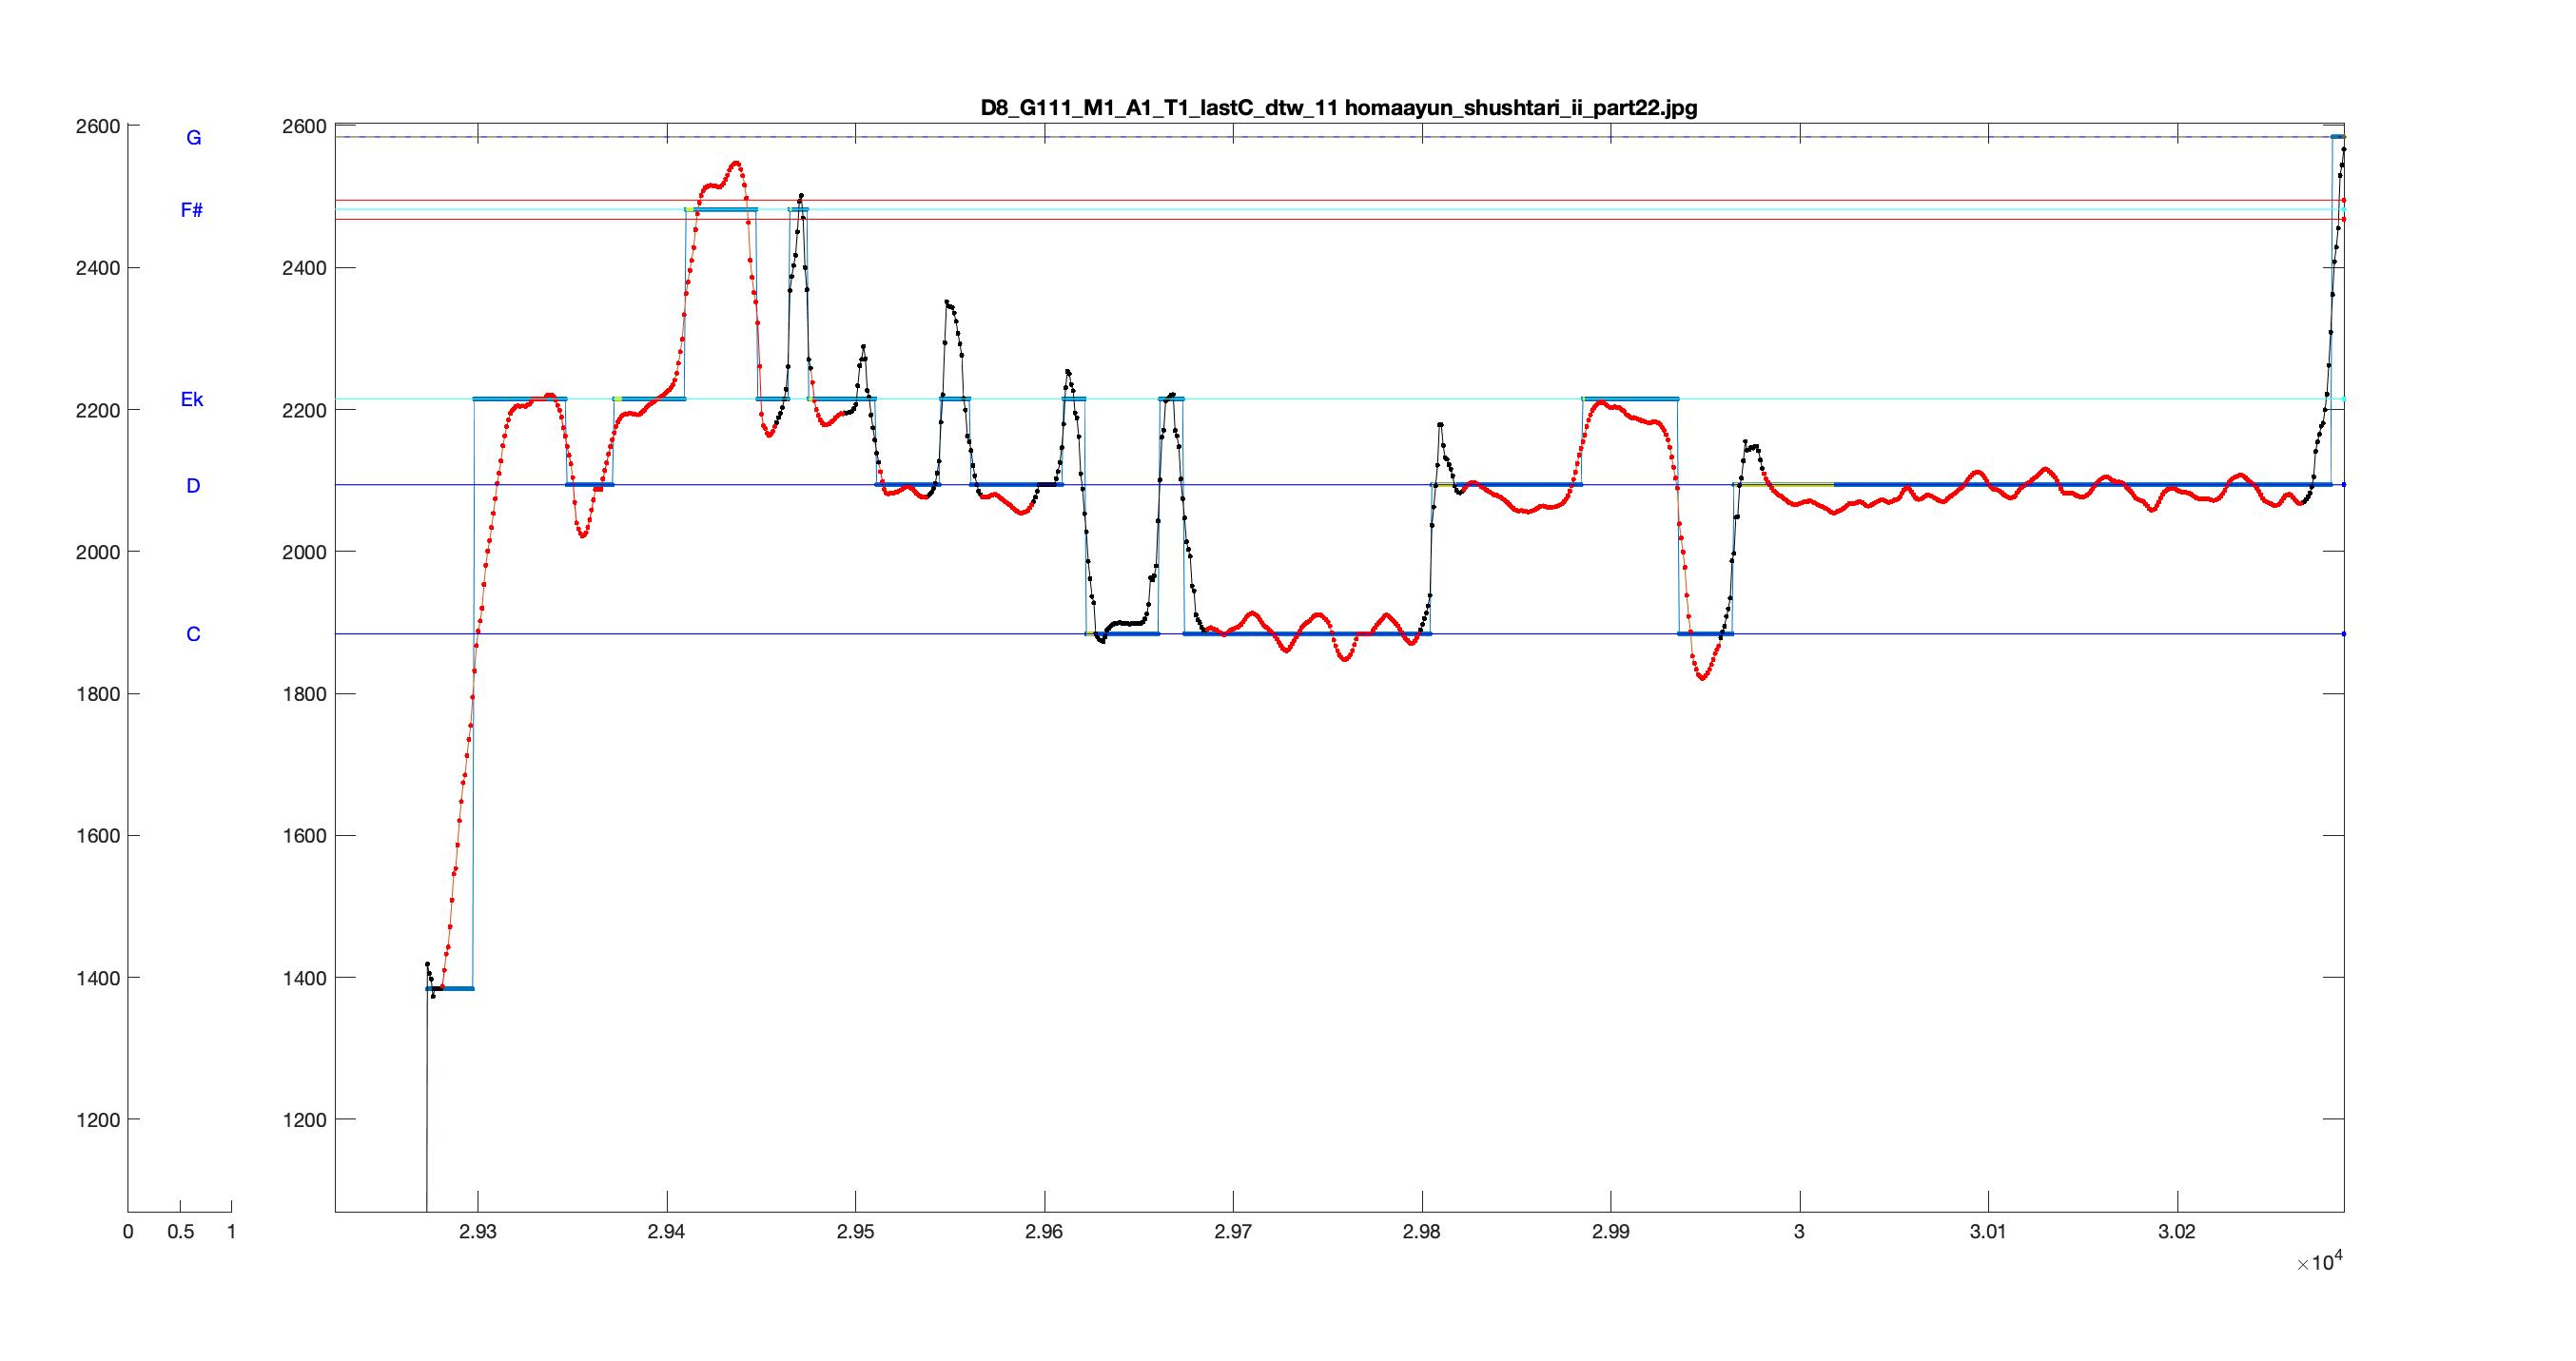 D8_G111_M1_A1_T1_lastC_dtw_11 homaayun_shushtari_ii_part22.jpg
2600 G 2600
F#
2400 2400
2200 Ek 2200
D
2000 2000
C
1800 1800
1600 1600
1400 1400
1200 1200
0 0.5 1 2.93 2.94 2.95 2.96 2.97 2.98 2.99 3 3.01 3.02
×10⁴